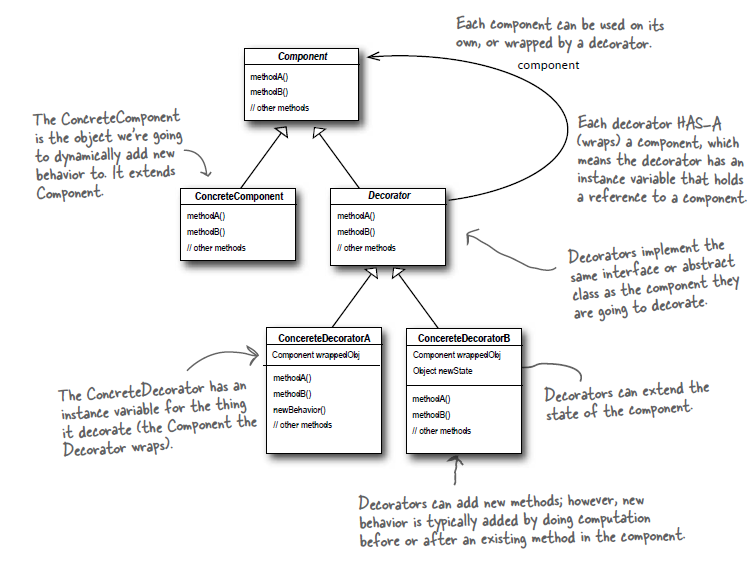 Each component can be used on its
own, or wrapped by a decorator.
component
Component
methodA()
methodB()
// other methods
The ConcreteComponent
is the object we're going
to dynamically add new
behavior to. It extends
Component.
Each decorator HAS-A
(wraps) a component, which
means the decorator has an
instance variable that holds
a reference to a component.
ConcreteComponent
methodA()
methodB()
// other methods
Decorator
methodA()
methodB()
// other methods
Decorators implement the
same interface or abstract
class as the component they
are going to decorate.
ConcereteDecoratorA
Component wrappedObj
methodA()
methodB()
newBehavior()
// other methods
ConcereteDecoratorB
Component wrappedObj
Object newState
methodA()
methodB()
// other methods
The ConcreteDecorator has an
instance variable for the thing
it decorate (the Component the
Decorator wraps).
Decorators can extend the
state of the component.
Decorators can add new methods; however, new
behavior is typically added by doing computation
before or after an existing method in the component.